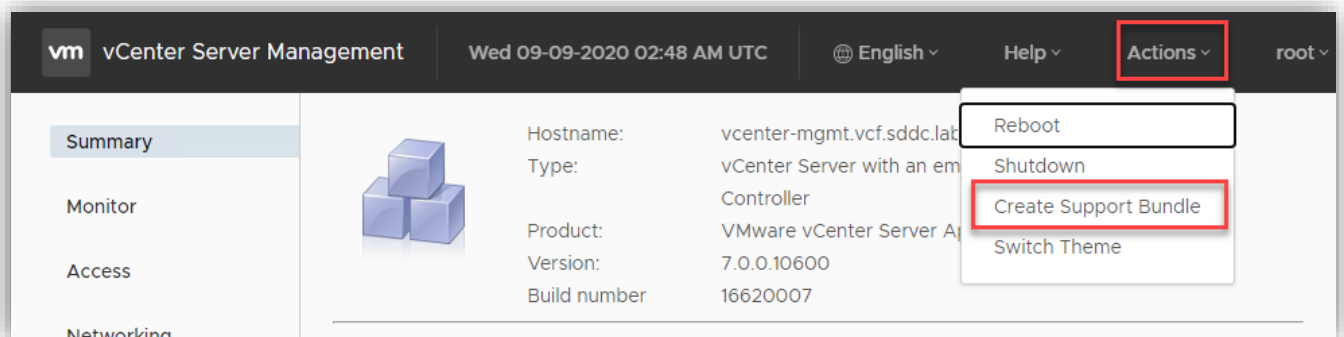 vm vCenter Server Management Wed 09-09-2020 02:48 AM UTC English Help Actions root
Summary
Monitor
Access
Networking
Hostname: vcenter-mgmt.vcf.sddc.lab
Type: vCenter Server with an em
Controller
Product: VMware vCenter Server Ap
Version: 7.0.0.10600
Build number 16620007
Reboot
Shutdown
Create Support Bundle
Switch Theme